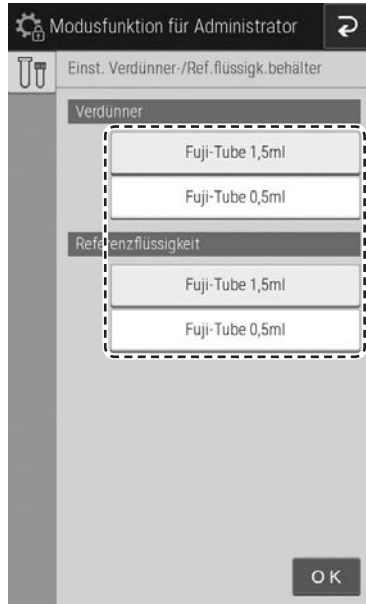 Modusfunktion für Administrator
Einst. Verdünner-/Ref.flüssigk.behälter
Verdünner
Fuji-Tube 1,5ml
Fuji-Tube 0,5ml
Referenzflüssigkeit
Fuji-Tube 1,5ml
Fuji-Tube 0,5ml
OK